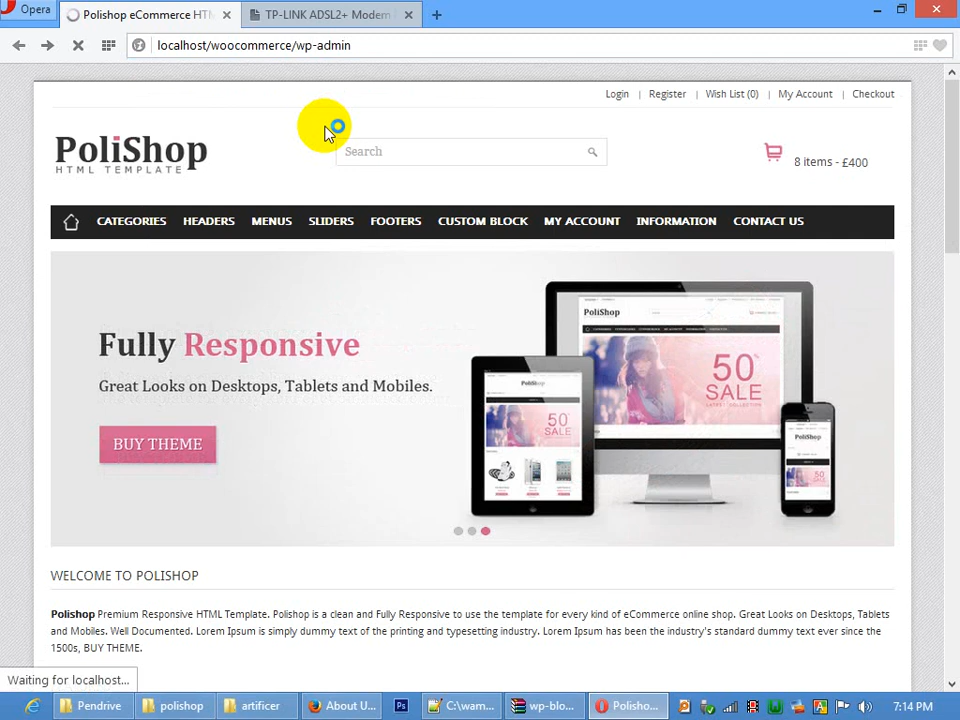 Opera
Polishop eCommerce HTM
TP-LINK ADSL2+ Modem
localhost/woocommerce/wp-admin
Login | Register | Wish List (0) | My Account | Checkout
PoliShop
HTML TEMPLATE
Search
8 items - £400
CATEGORIES HEADERS MENUS SLIDERS FOOTERS CUSTOM BLOCK MY ACCOUNT INFORMATION CONTACT US
PoliShop
Fully Responsive
50%
SALE
Great Looks on Desktops, Tablets and Mobiles.
50
SALE
BUY THEME
WELCOME TO POLISHOP
Polishop Premium Responsive HTML Template. Polishop is a clean and Fully Responsive to use the template for every kind of eCommerce online shop. Great Looks on Desktops, Tablets
and Mobiles. Well Documented. Lorem Ipsum is simply dummy text of the printing and typesetting industry. Lorem Ipsum has been the industry's standard dummy text ever since the
1500s, BUY THEME.
Waiting for localhost...
Pendrive polishop artificer About U... Ps C:\wam... wp-blo... Polisho... 7:14 PM